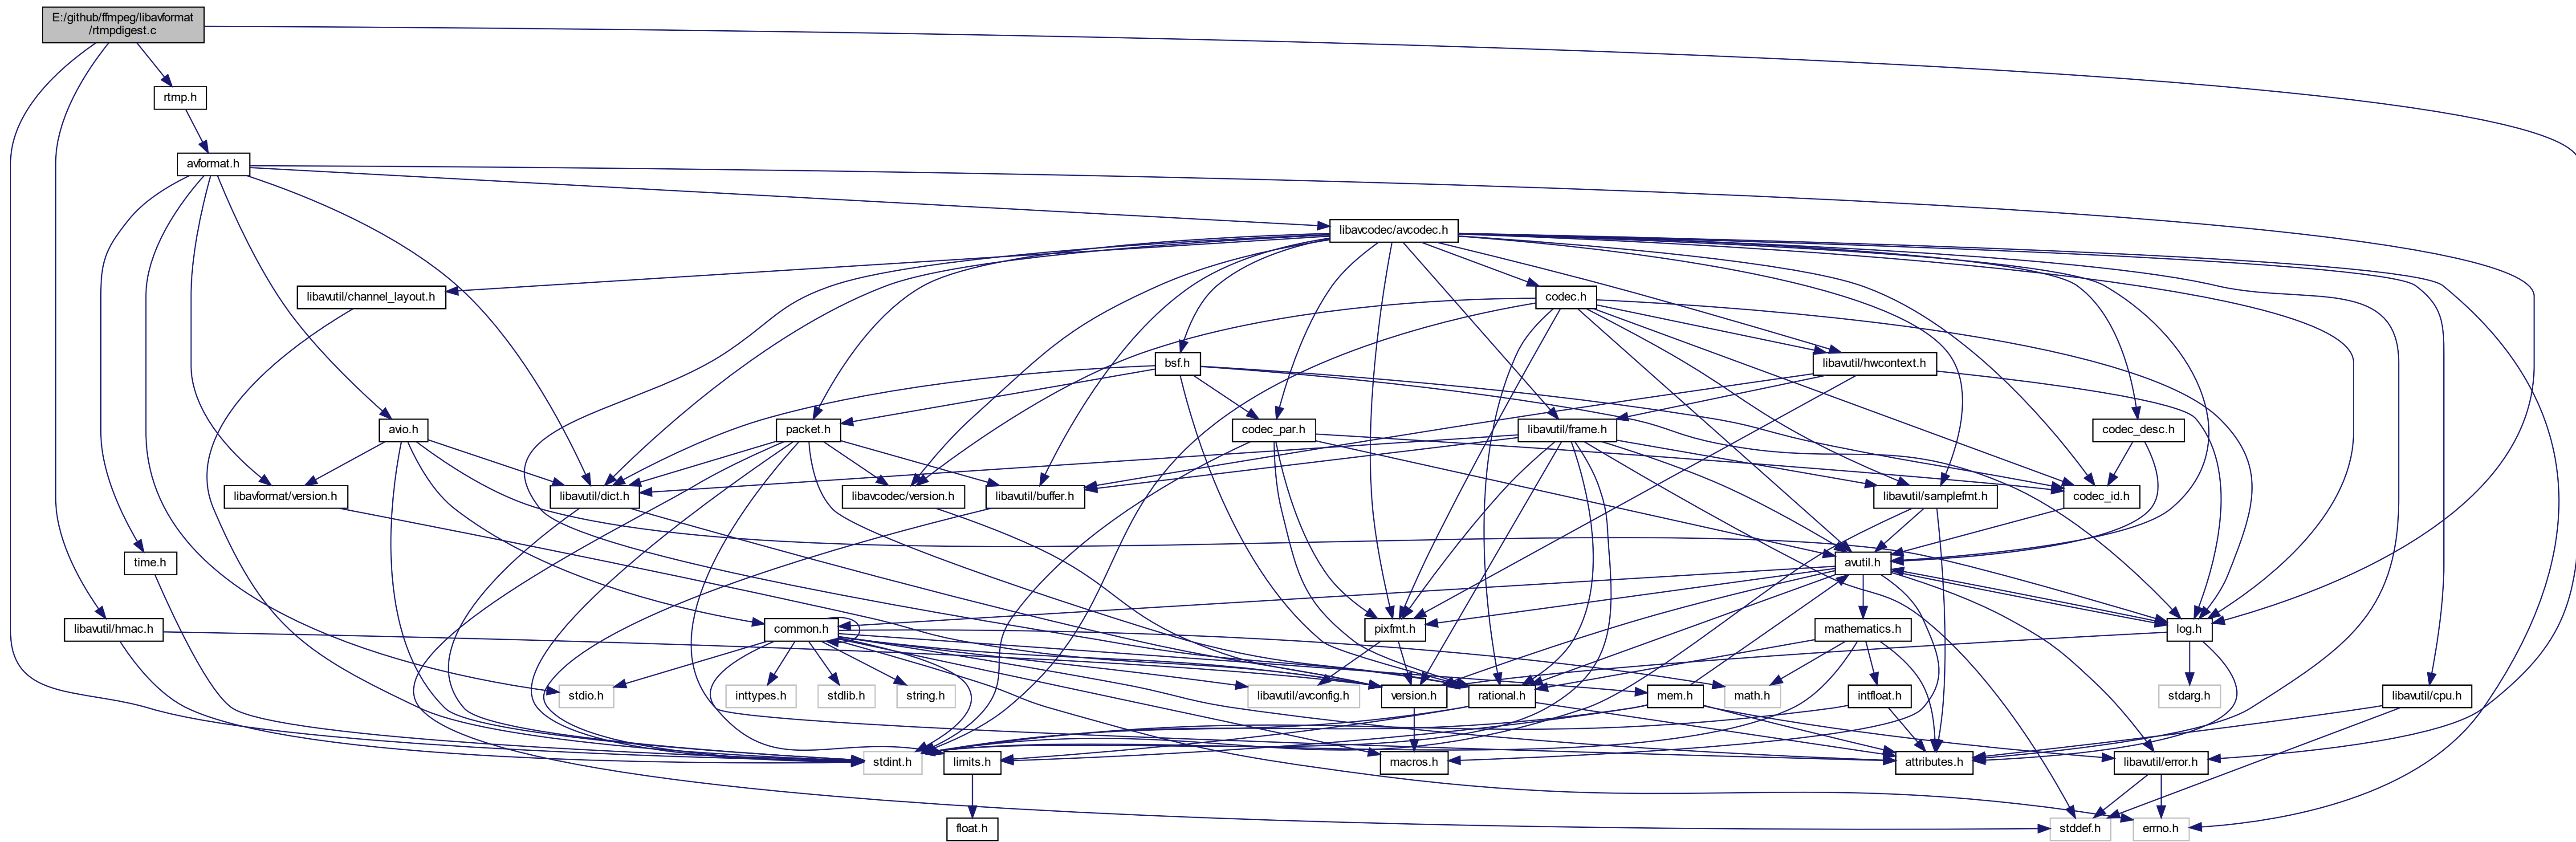 E:/github/ffmpeg/libavformat
/rtmpdigest.c
rtmp.h
avformat.h
libavcodec/avcodec.h
libavutil/channel_layout.h
codec.h
bsf.h
libavutil/hwcontext.h
avio.h
packet.h
codec_par.h
libavutil/frame.h
codec_desc.h
libavformat/version.h
libavutil/dict.h
libavcodec/version.h
libavutil/buffer.h
libavutil/samplefmt.h
codec_id.h
time.h
avutil.h
libavutil/hmac.h
common.h
pixfmt.h
mathematics.h
log.h
stdio.h
inttypes.h
stdlib.h
string.h
libavutil/avconfig.h
version.h
rational.h
mem.h
math.h
intfloat.h
stdarg.h
libavutil/cpu.h
stdint.h
limits.h
macros.h
attributes.h
libavutil/error.h
float.h
stddef.h
errno.h